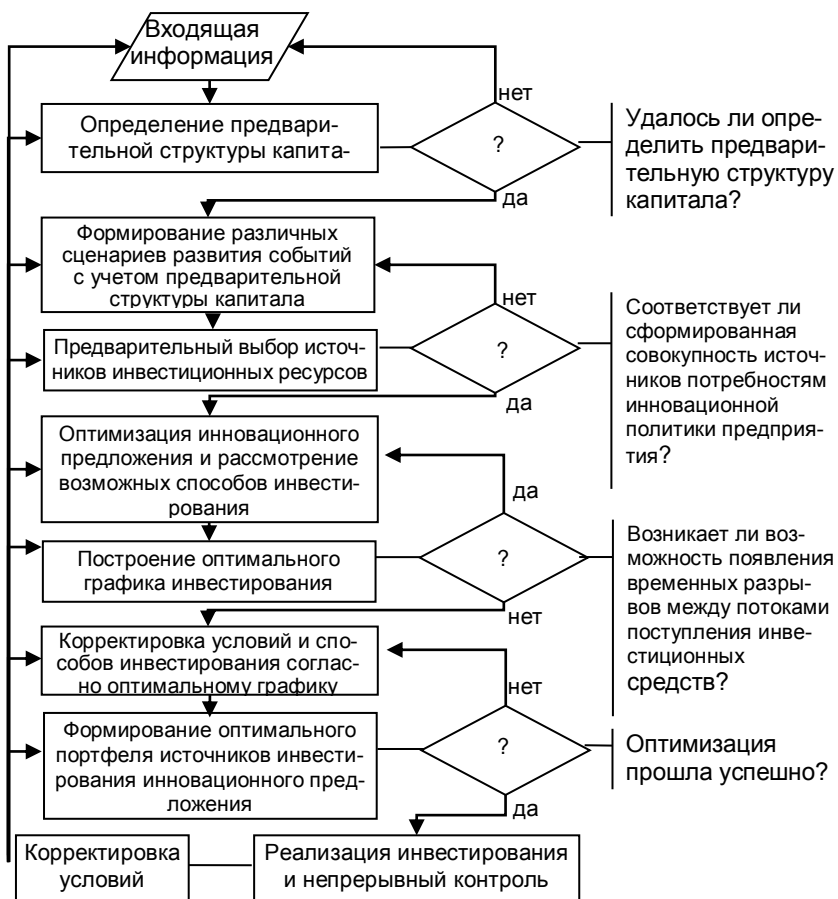 Входящая
информация
нет
Определение предвари-
тельной структуры капита-
?
Удалось ли опре-
делить предвари-
тельную структуру
капитала?
да
Формирование различных
сценариев развития событий
с учетом предварительной
структуры капитала
нет
Предварительный выбор источ-
ников инвестиционных ресурсов
?
Соответствует ли
сформированная
совокупность источ-
ников потребностям
инновационной
политики предприя-
тия?
да
Оптимизация инновационного
предложения и рассмотрение
возможных способов инвести-
рования
да
Построение оптимального
графика инвестирования
?
Возникает ли воз-
можность появления
временных разры-
вов между потоками
поступления инве-
стиционных
средств?
нет
Корректировка условий и спо-
собов инвестирования соглас-
но оптимальному графику
нет
Формирование оптимального
портфеля источников инвести-
рования инновационного пред-
ложения
?
Оптимизация
прошла успешно?
да
Корректировка
условий
Реализация инвестирования
и непрерывный контроль